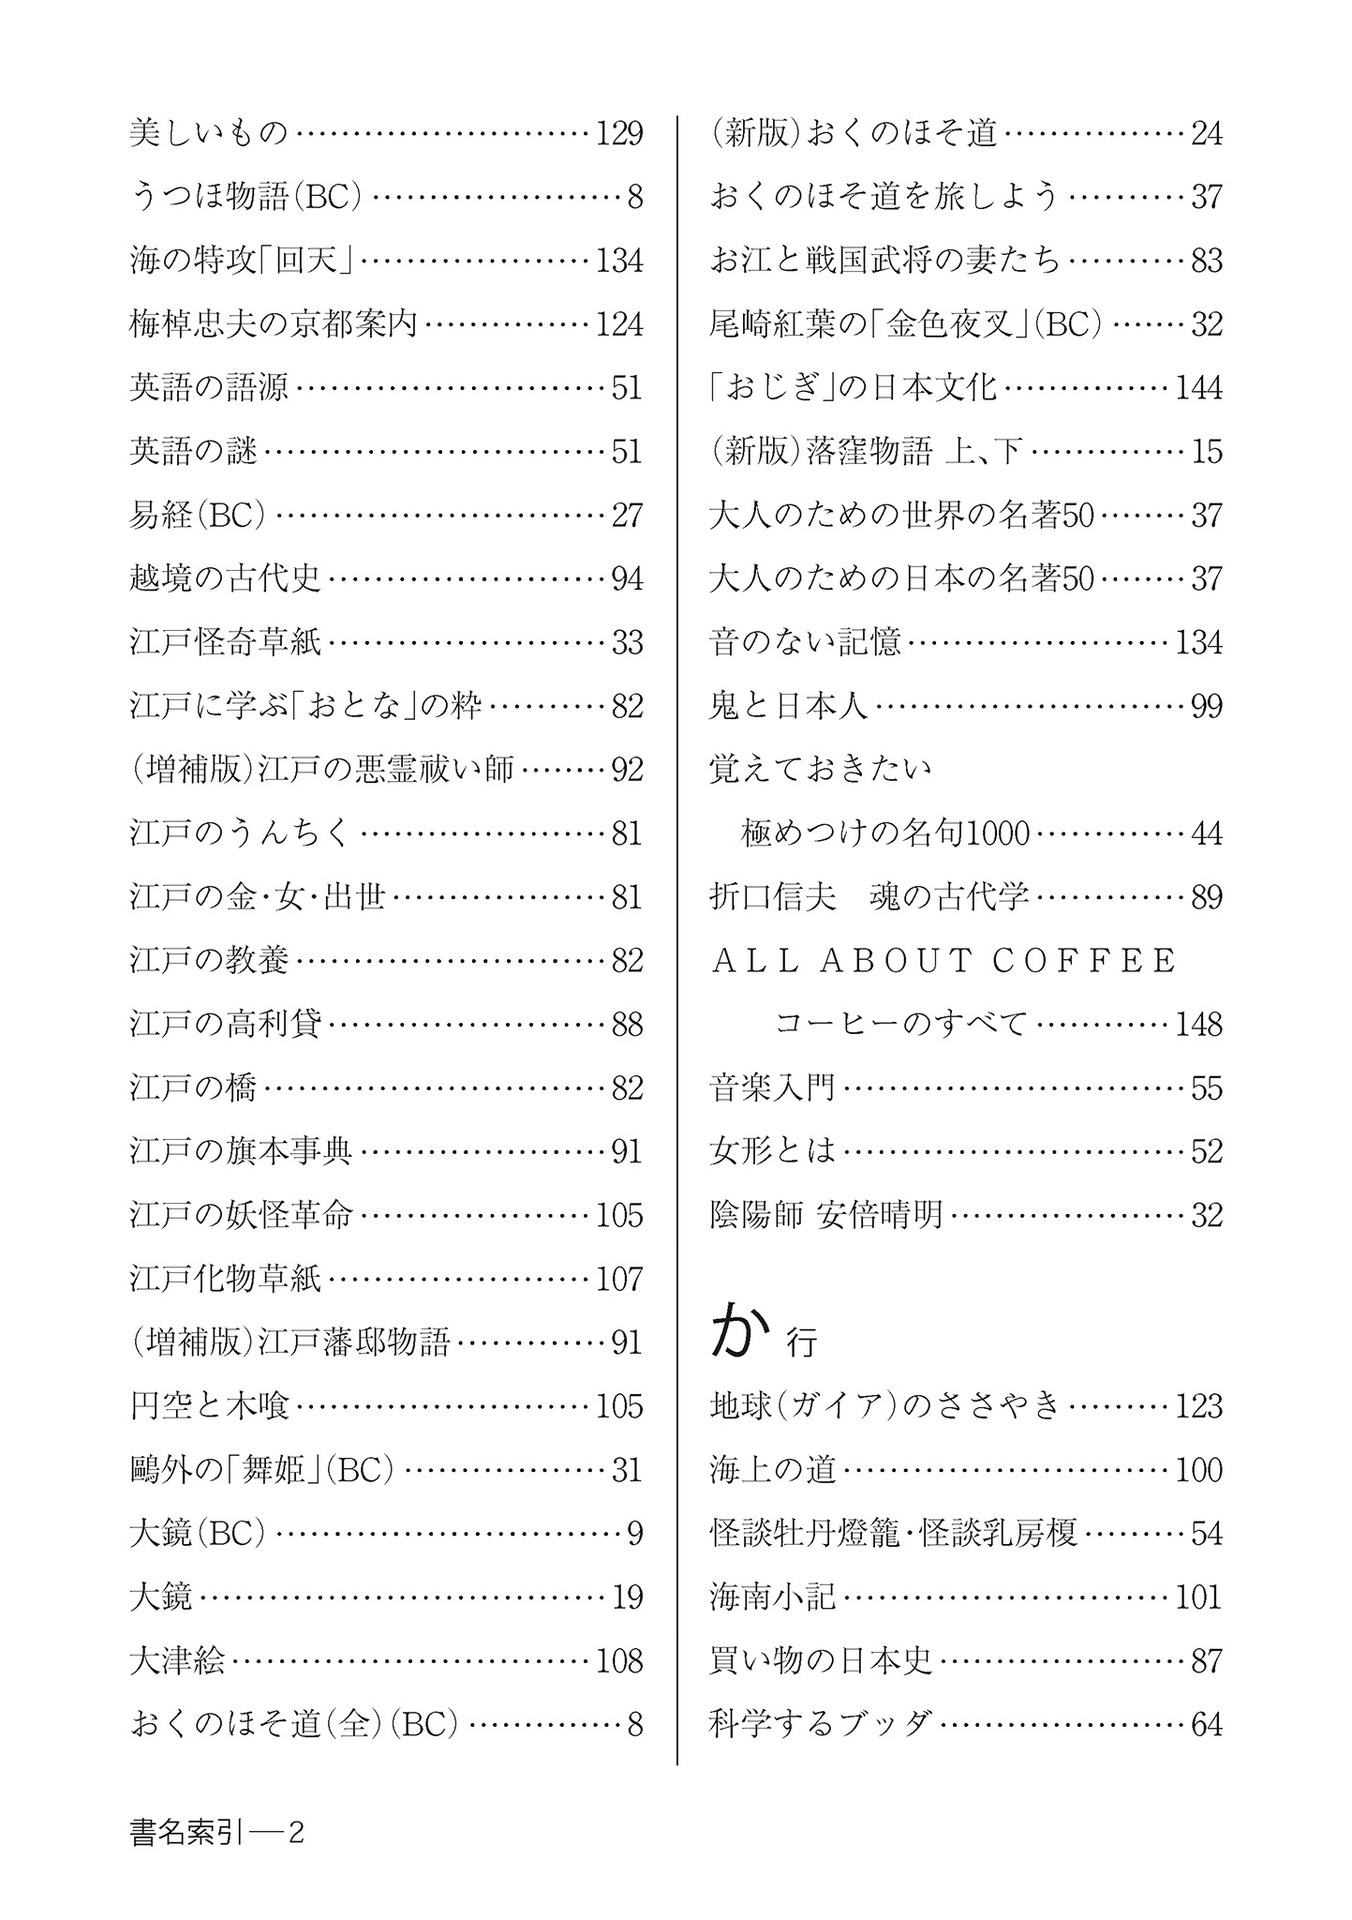 美しいもの…………………………129
うつほ物語（BC）……………………8
海の特攻「回天」……………………134
梅棹忠夫の京都案内………………124
英語の語源……………………………51
英語の謎………………………………51
易経（BC）……………………………27
越境の古代史…………………………94
江戸怪奇草紙…………………………33
江戸に学ぶ「おとな」の粋…………82
（増補版）江戸の悪霊祓い師………92
江戸のうんちく………………………81
江戸の金・女・出世…………………81
江戸の教養……………………………82
江戸の高利貸…………………………88
江戸の橋………………………………82
江戸の旗本事典………………………91
江戸の妖怪革命……………………105
江戸化物草紙………………………107
（増補版）江戸藩邸物語……………91
円空と木喰…………………………105
鷗外の「舞姫」（BC）…………………31
大鏡（BC）………………………………9
大鏡……………………………………19
大津絵………………………………108
おくのほそ道（全）（BC）……………8
（新版）おくのほそ道………………24
おくのほそ道を旅しよう…………37
お江と戦国武将の妻たち…………83
尾崎紅葉の「金色夜叉」（BC）……32
「おじぎ」の日本文化………………144
（新版）落窪物語 上、下……………15
大人のための世界の名著50………37
大人のための日本の名著50………37
音のない記憶………………………134
鬼と日本人…………………………99
覚えておきたい
極めつけの名句1000……………44
折口信夫　魂の古代学……………89
ＡＬＬ ＡＢＯＵＴ ＣＯＦＦＥＥ
コーヒーのすべて…………148
音楽入門……………………………55
女形とは……………………………52
陰陽師 安倍晴明……………………32
か 行
地球（ガイア）のささやき………123
海上の道……………………………100
怪談牡丹燈籠・怪談乳房榎………54
海南小記……………………………101
買い物の日本史……………………87
科学するブッダ……………………64
書名索引―2